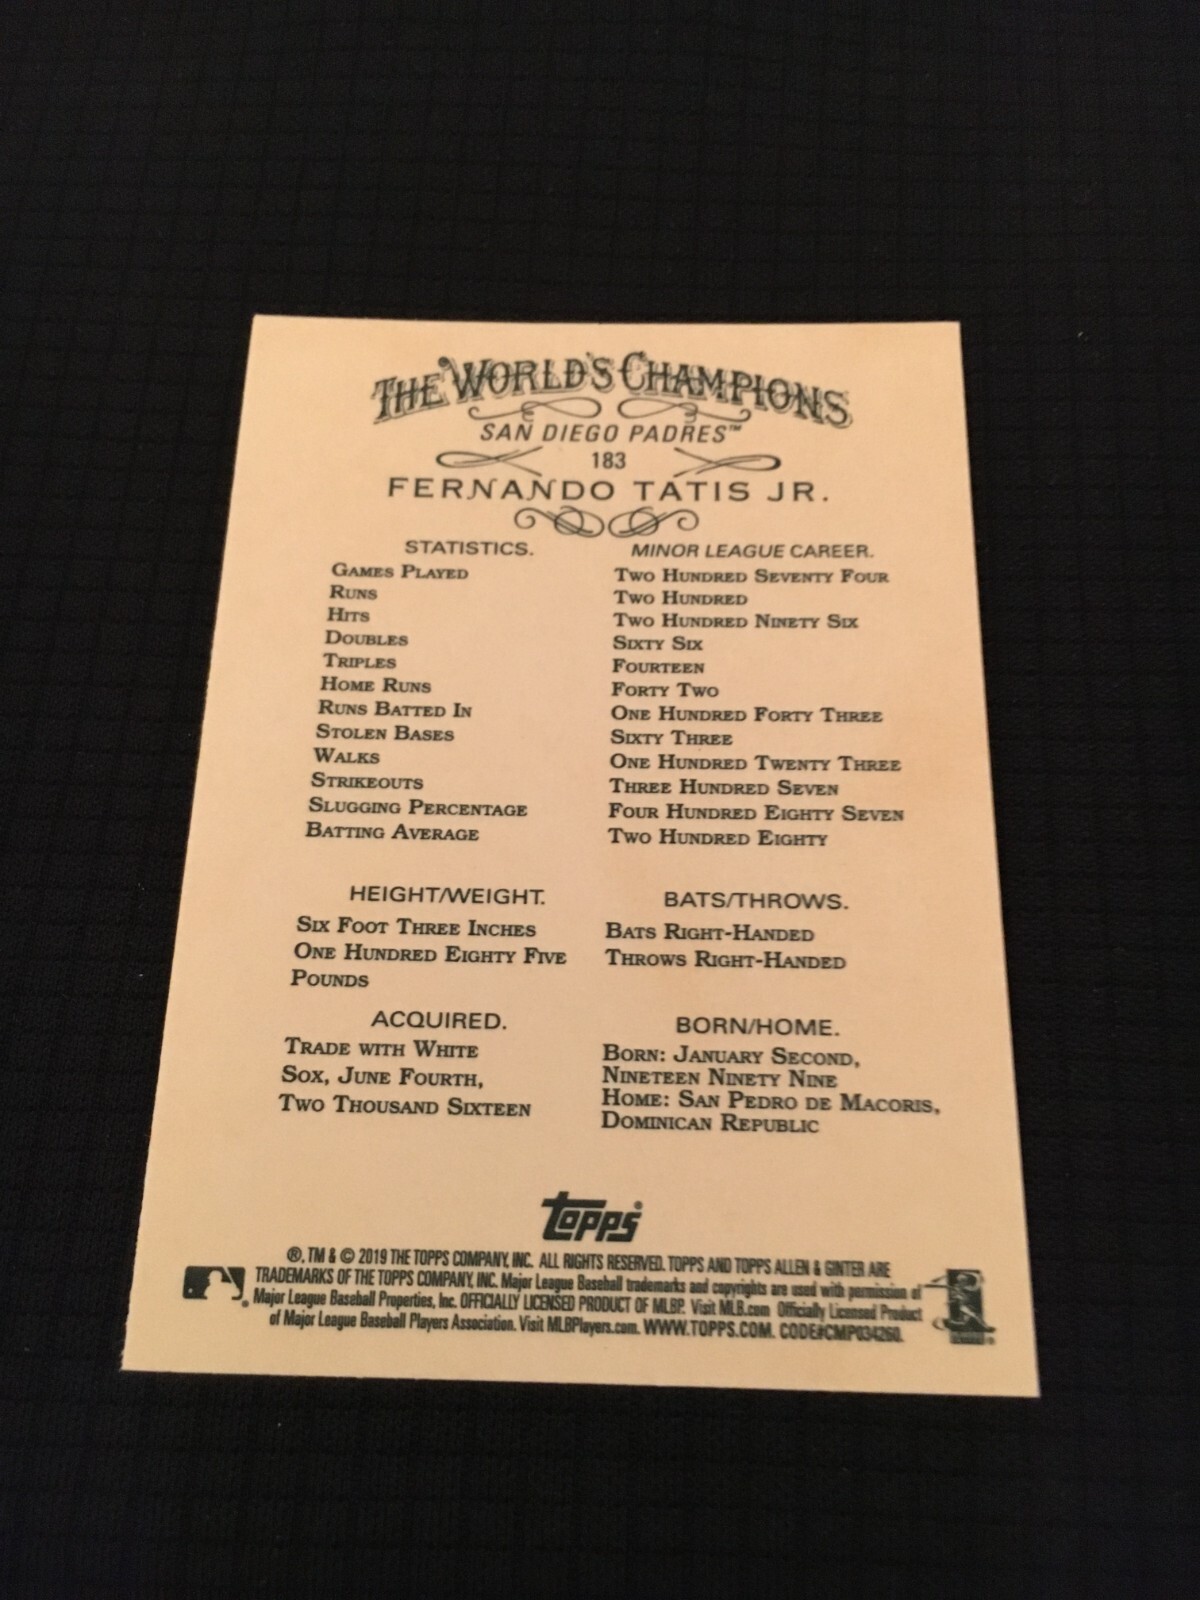 THE WORLD'S CHAMPIONS
SAN DIEGO PADRES™
183
FERNANDO TATIS JR.
STATISTICS. MINOR LEAGUE CAREER.
GAMES PLAYED TWO HUNDRED SEVENTY FOUR
RUNS TWO HUNDRED
HITS TWO HUNDRED NINETY SIX
DOUBLES SIXTY SIX
TRIPLES FOURTEEN
HOME RUNS FORTY TWO
RUNS BATTED IN ONE HUNDRED FORTY THREE
STOLEN BASES SIXTY THREE
WALKS ONE HUNDRED TWENTY THREE
STRIKEOUTS THREE HUNDRED SEVEN
SLUGGING PERCENTAGE FOUR HUNDRED EIGHTY SEVEN
BATTING AVERAGE TWO HUNDRED EIGHTY
HEIGHT/WEIGHT.
SIX FOOT THREE INCHES
ONE HUNDRED EIGHTY FIVE
POUNDS
BATS/THROWS.
BATS RIGHT-HANDED
THROWS RIGHT-HANDED
ACQUIRED.
TRADE WITH WHITE
SOX, JUNE FOURTH,
TWO THOUSAND SIXTEEN
BORN/HOME.
BORN: JANUARY SECOND,
NINETEEN NINETY NINE
HOME: SAN PEDRO DE MACORIS,
DOMINICAN REPUBLIC
topps®
®, TM & © 2019 THE TOPPS COMPANY, INC. ALL RIGHTS RESERVED. TOPPS AND TOPPS ALLEN & GINTER ARE
TRADEMARKS OF THE TOPPS COMPANY, INC. Major League Baseball trademarks and copyrights are used with permission of
Major League Baseball Properties, Inc. OFFICIALLY LICENSED PRODUCT OF MLBP. Visit MLB.com Officially Licensed Product
of Major League Baseball Players Association. Visit MLBPlayers.com. WWW.TOPPS.COM. CODE#CMP034260.